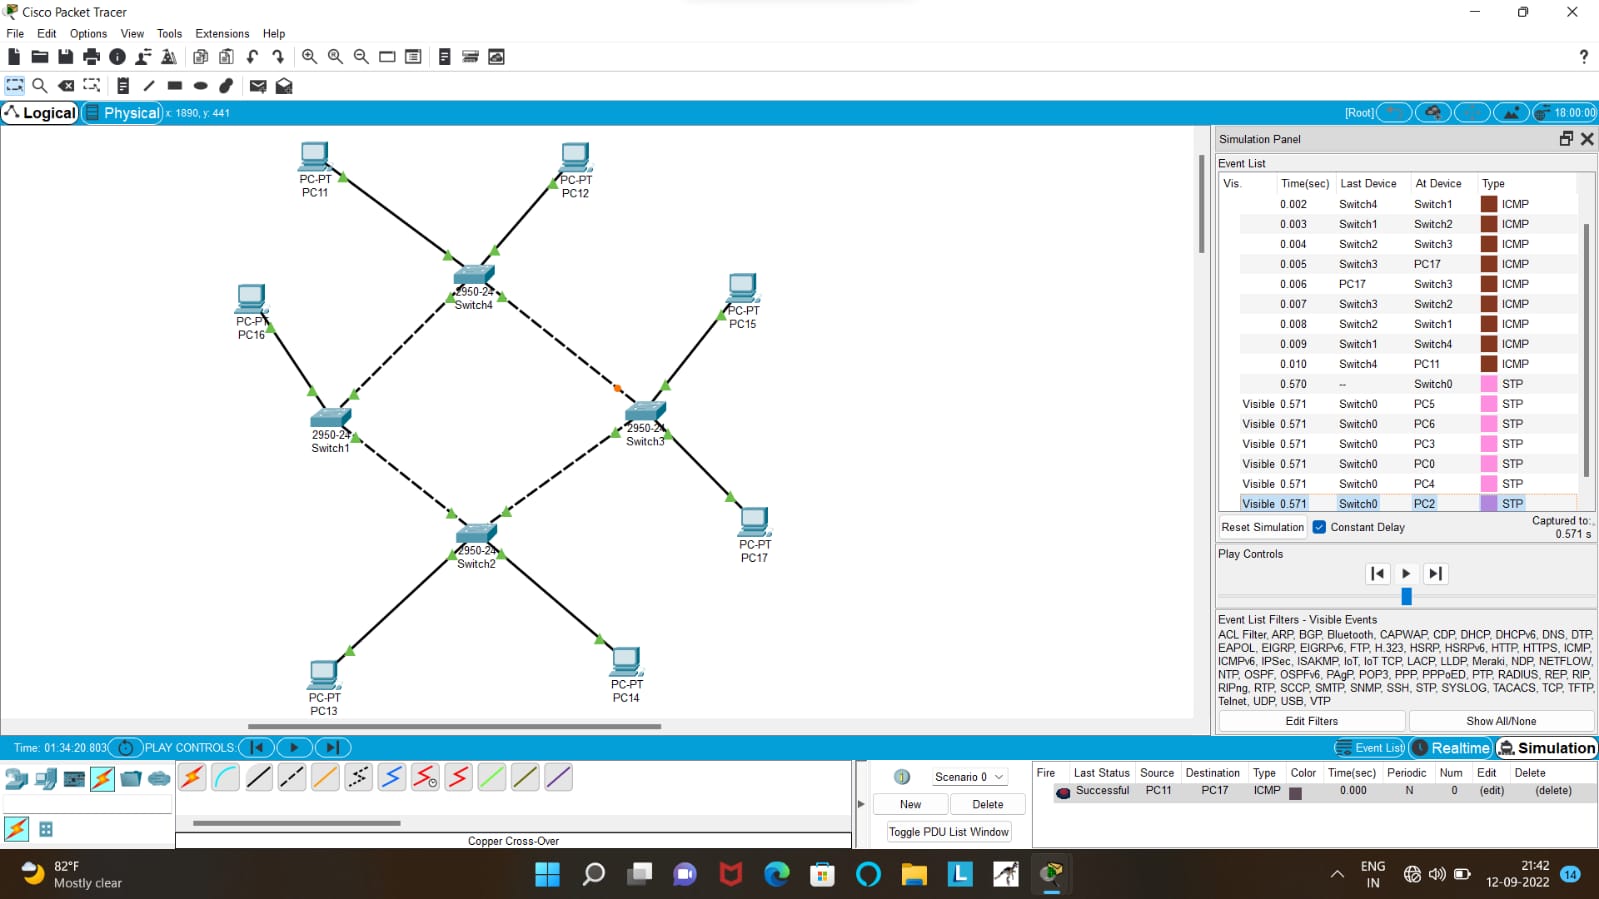 Cisco Packet Tracer
File Edit Options View Tools Extensions Help
?
Logical Physical x: 1890, y: 441 [Root] 18:00:00
PC-PT
PC11
PC-PT
PC12
2950-24
Switch4
PC-PT
PC16
PC-PT
PC15
2950-24
Switch1
2950-24
Switch3
2950-24
Switch2
PC-PT
PC17
PC-PT
PC13
PC-PT
PC14
Simulation Panel
Event List
Vis. Time(sec) Last Device At Device Type
0.002 Switch4 Switch1 ICMP
0.003 Switch1 Switch2 ICMP
0.004 Switch2 Switch3 ICMP
0.005 Switch3 PC17 ICMP
0.006 PC17 Switch3 ICMP
0.007 Switch3 Switch2 ICMP
0.008 Switch2 Switch1 ICMP
0.009 Switch1 Switch4 ICMP
0.010 Switch4 PC11 ICMP
0.570 -- Switch0 STP
Visible 0.571 Switch0 PC5 STP
Visible 0.571 Switch0 PC6 STP
Visible 0.571 Switch0 PC3 STP
Visible 0.571 Switch0 PC0 STP
Visible 0.571 Switch0 PC4 STP
Visible 0.571 Switch0 PC2 STP
Reset Simulation Constant Delay Captured to:
0.571 s
Play Controls
Event List Filters - Visible Events
ACL Filter, ARP, BGP, Bluetooth, CAPWAP, CDP, DHCP, DHCPv6, DNS, DTP,
EAPOL, EIGRP, EIGRPv6, FTP, H.323, HSRP, HSRPv6, HTTP, HTTPS, ICMP,
ICMPv6, IPSec, ISAKMP, IoT, IoT TCP, LACP, LLDP, Meraki, NDP, NETFLOW,
NTP, OSPF, OSPFv6, PAgP, POP3, PPP, PPPoED, PTP, RADIUS, REP, RIP,
RIPng, RTP, SCCP, SMTP, SNMP, SSH, STP, SYSLOG, TACACS, TCP, TFTP,
Telnet, UDP, USB, VTP
Edit Filters Show All/None
Time: 01:34:20.803 PLAY CONTROLS: Event List Realtime Simulation
Scenario 0
New Delete
Toggle PDU List Window
Fire Last Status Source Destination Type Color Time(sec) Periodic Num Edit Delete
Successful PC11 PC17 ICMP 0.000 N 0 (edit) (delete)
Copper Cross-Over
82°F
Mostly clear
ENG
IN
21:42
12-09-2022
14